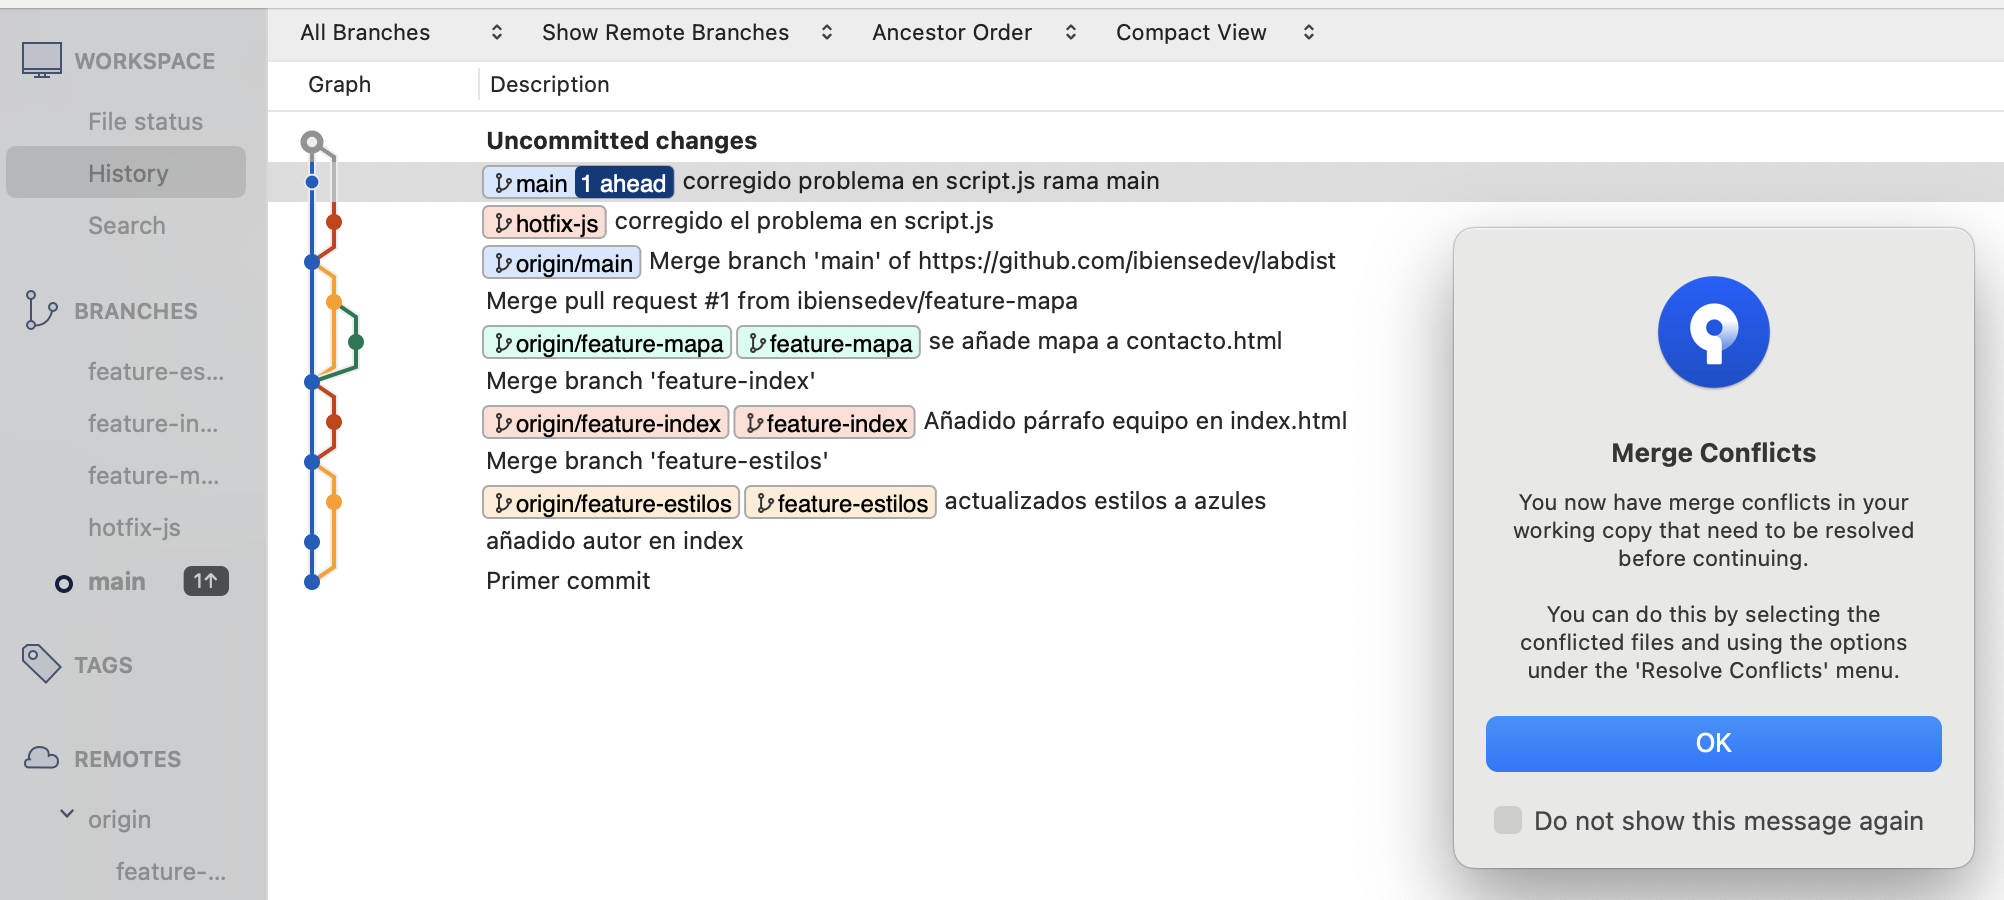 All Branches Show Remote Branches Ancestor Order Compact View
WORKSPACE
File status
History
Search
BRANCHES
feature-es...
feature-in...
feature-m...
hotfix-js
main 1↑
TAGS
REMOTES
origin
feature-...
Graph Description
Uncommitted changes
main 1 ahead corregido problema en script.js rama main
hotfix-js corregido el problema en script.js
origin/main Merge branch 'main' of https://github.com/ibiensedev/labdist
Merge pull request #1 from ibiensedev/feature-mapa
origin/feature-mapa feature-mapa se añade mapa a contacto.html
Merge branch 'feature-index'
origin/feature-index feature-index Añadido párrafo equipo en index.html
Merge branch 'feature-estilos'
origin/feature-estilos feature-estilos actualizados estilos a azules
añadido autor en index
Primer commit
Merge Conflicts
You now have merge conflicts in your
working copy that need to be resolved
before continuing.
You can do this by selecting the
conflicted files and using the options
under the 'Resolve Conflicts' menu.
OK
Do not show this message again